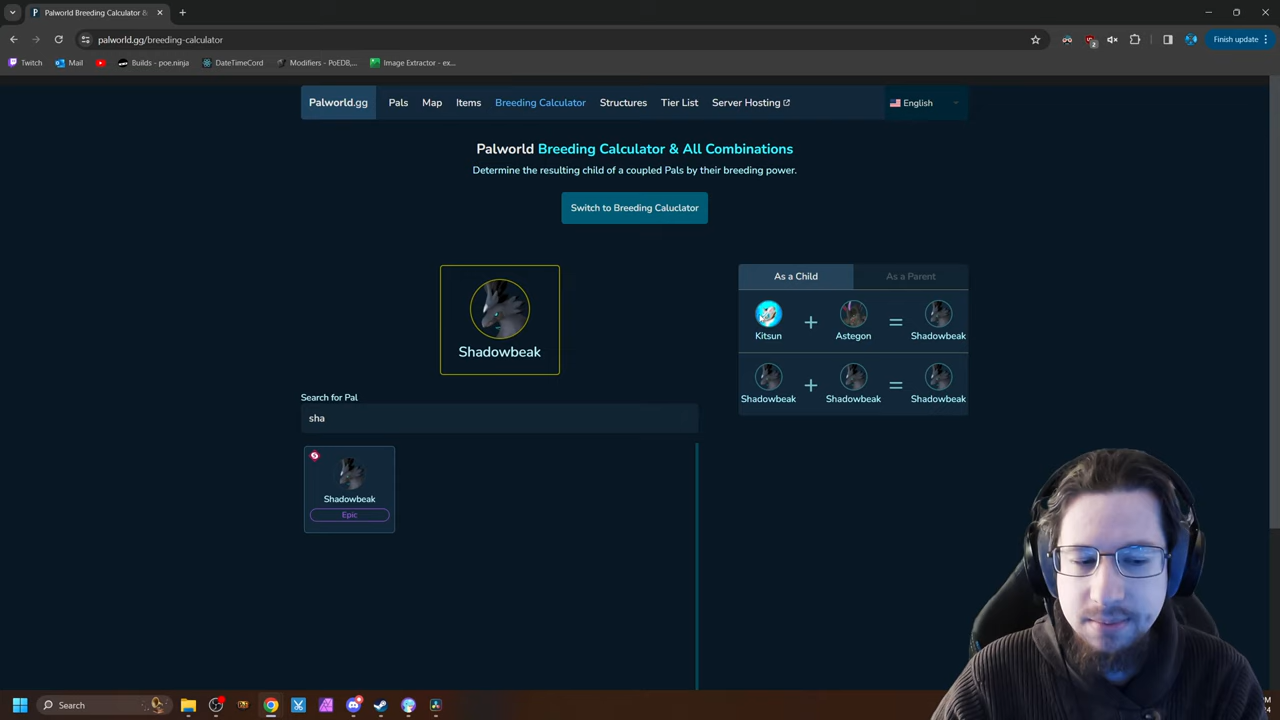 Palworld Breeding Calculator &
palworld.gg/breeding-calculator
2
Finish update
Twitch
Mail
Builds - poe.ninja
DateTimeCord
Modifiers - PoEDB,...
Image Extractor - ex...
Palworld.gg
Pals
Map
Items
Breeding Calculator
Structures
Tier List
Server Hosting
English
Palworld Breeding Calculator & All Combinations
Determine the resulting child of a coupled Pals by their breeding power.
Switch to Breeding Caluclator
As a Child
As a Parent
Kitsun + Astegon = Shadowbeak
Shadowbeak + Shadowbeak = Shadowbeak
Shadowbeak
Search for Pal
sha
Shadowbeak
Epic
Search